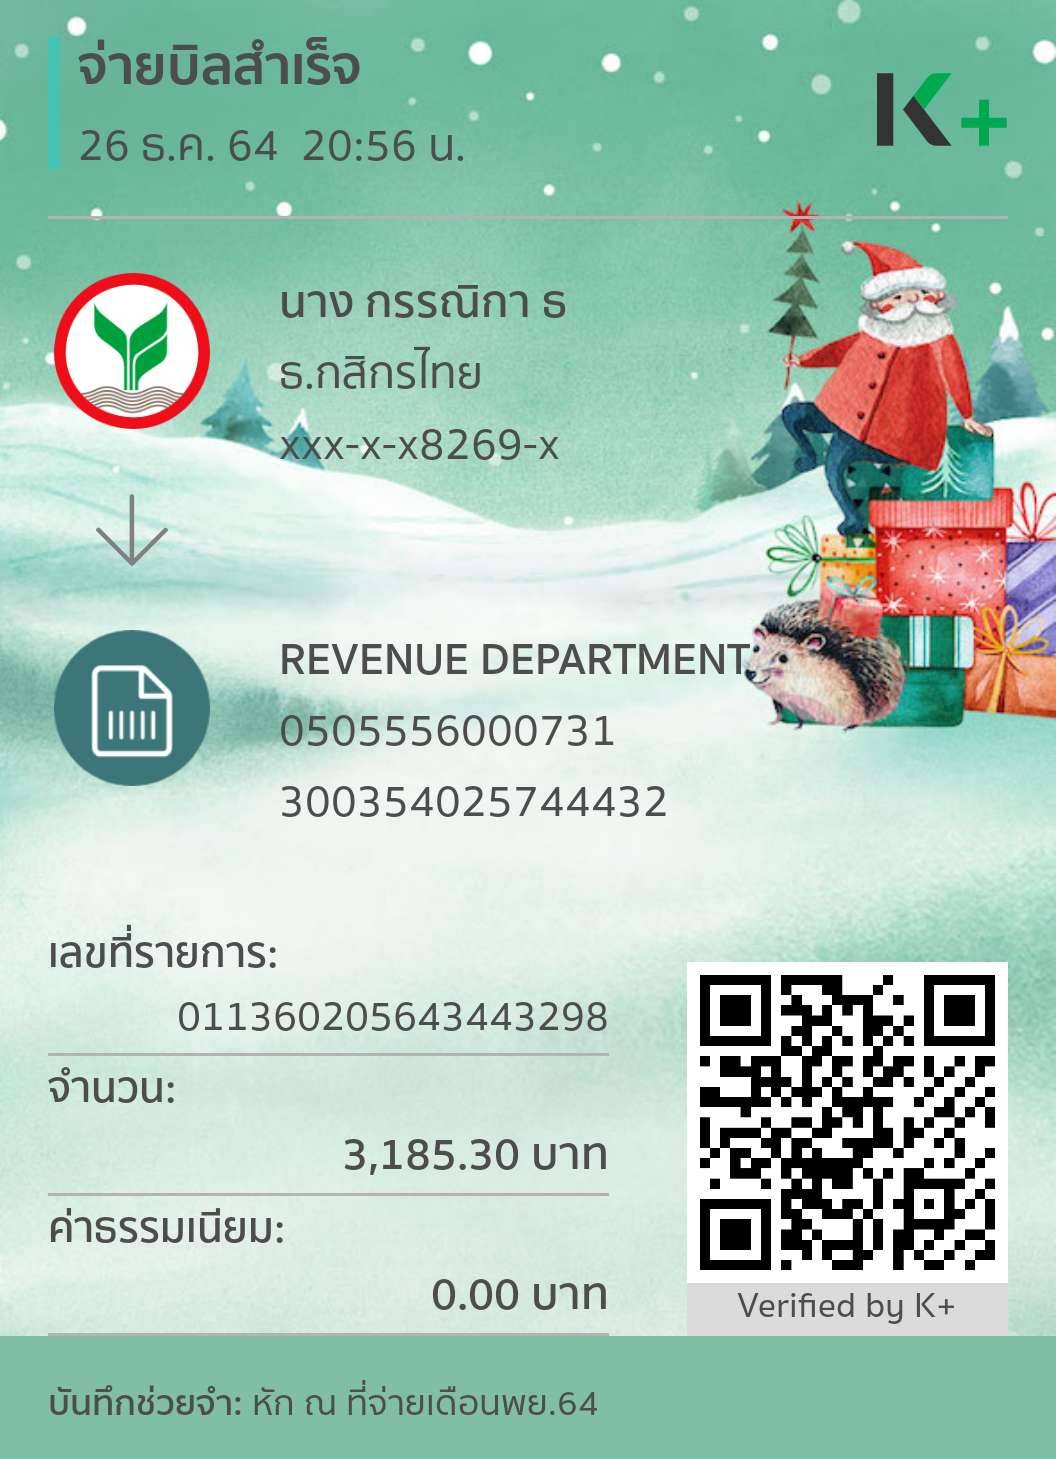 จ่ายบิลสำเร็จ
26 ธ.ค. 64 20:56 น.
K+
นาง กรรณิกา ธ
ธ.กสิกรไทย
xxx-x-x8269-x
REVENUE DEPARTMENT
0505556000731
300354025744432
เลขที่รายการ:
011360205643443298
จำนวน:
3,185.30 บาท
ค่าธรรมเนียม:
0.00 บาท
Verified by K+
บันทึกช่วยจำ: หัก ณ ที่จ่ายเดือนพย.64